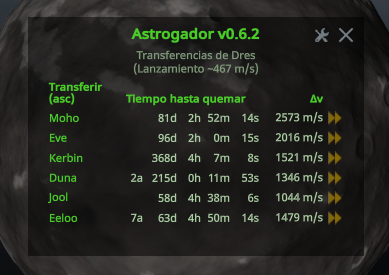 Astrogador v0.6.2
Transferencias de Dres
(Lanzamiento ~467 m/s)
Transferir
(asc) Tiempo hasta quemar Δv
Moho 81d 2h 52m 14s 2573 m/s
Eve 96d 2h 0m 15s 2016 m/s
Kerbin 368d 4h 7m 8s 1521 m/s
Duna 2a 215d 0h 11m 53s 1346 m/s
Jool 58d 4h 38m 6s 1044 m/s
Eeloo 7a 63d 4h 50m 14s 1479 m/s